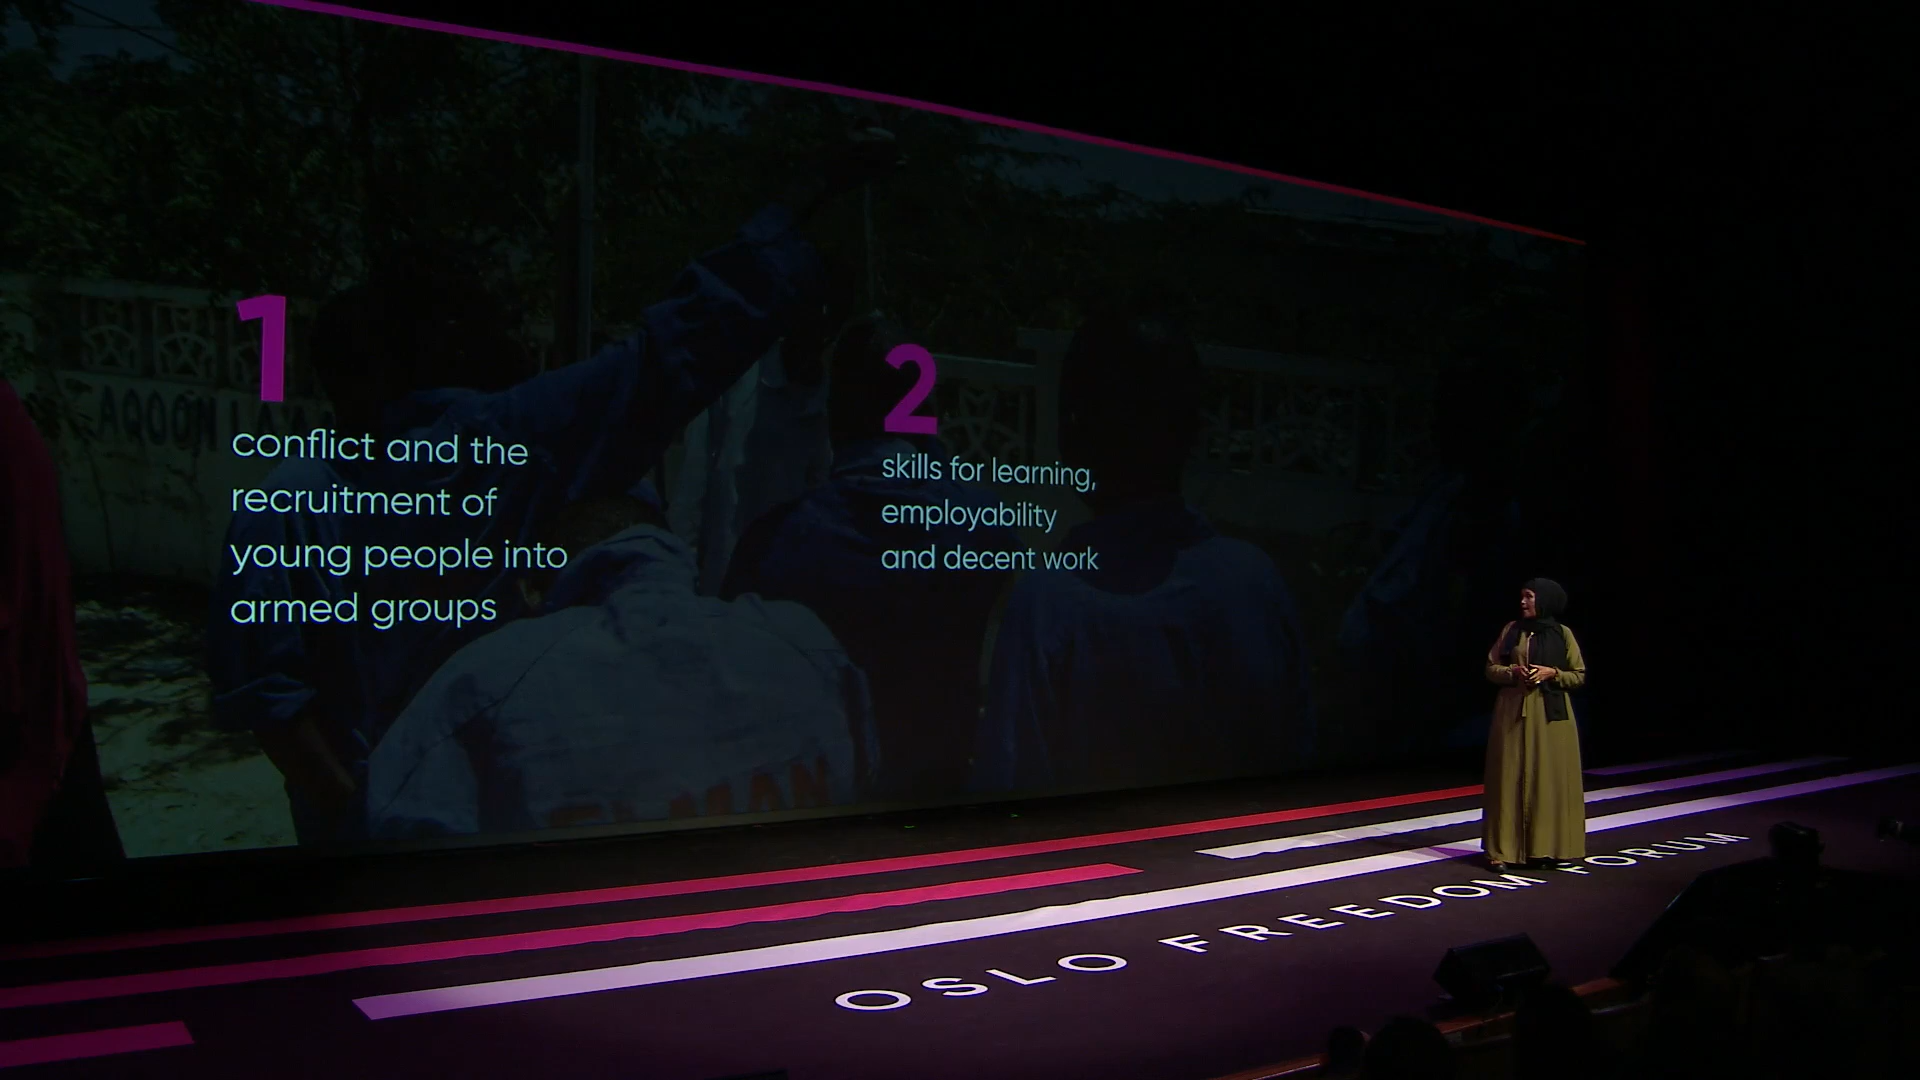 1
conflict and the
recruitment of
young people into
armed groups
2
skills for learning,
employability
and decent work
AQOON
OSLO FREEDOM FORUM